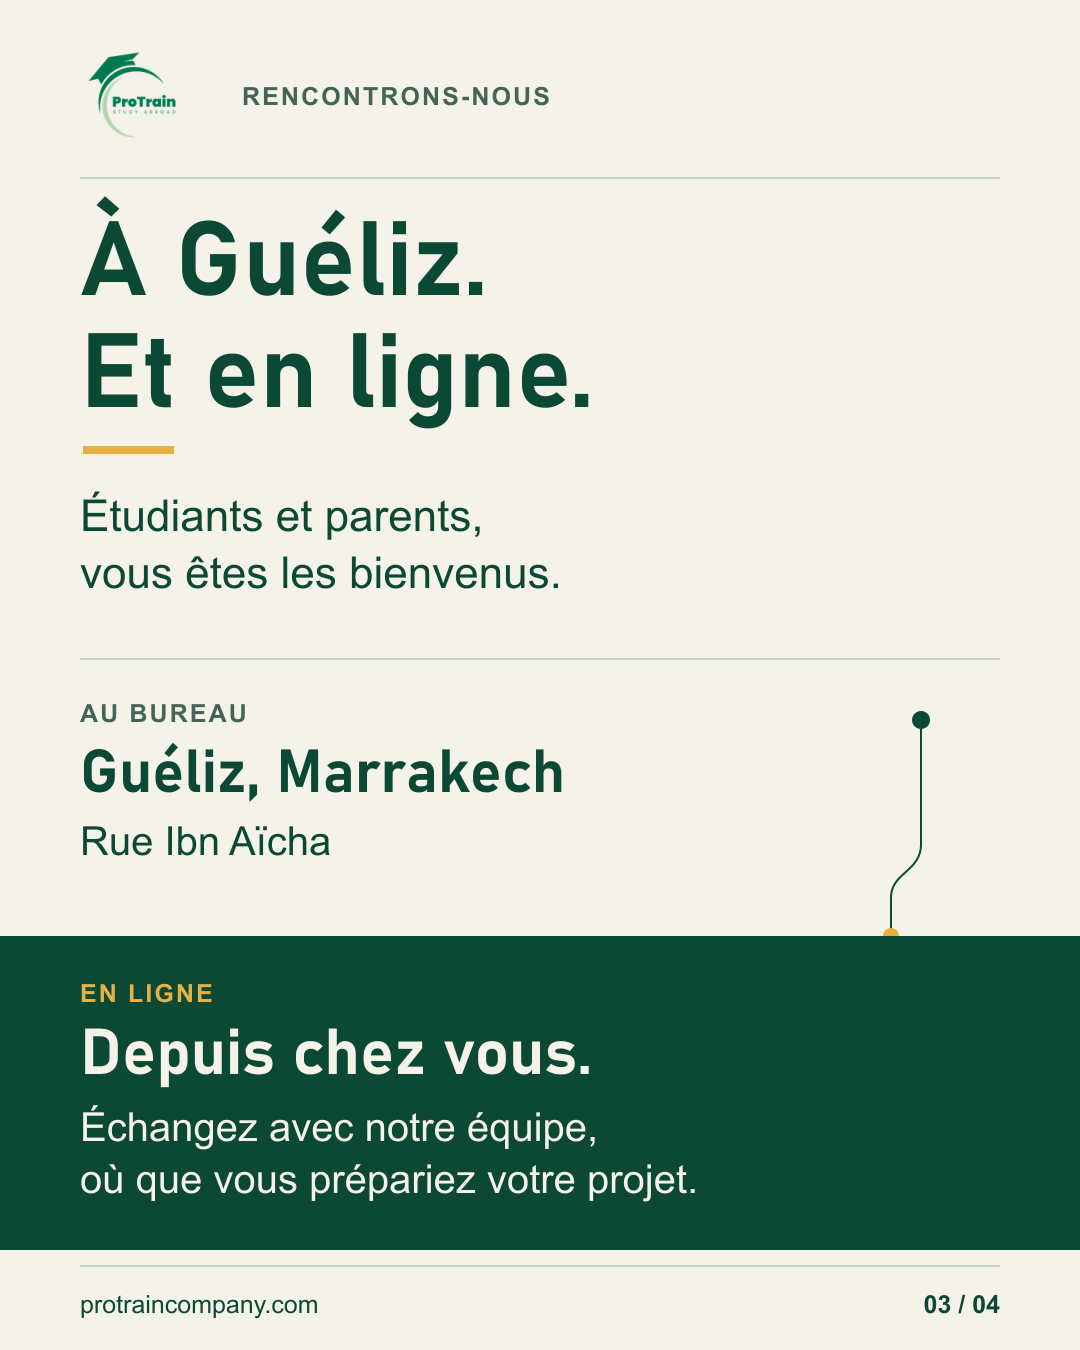 ProTrain
STUDY ABROAD
RENCONTRONS-NOUS
À Guéliz.
Et en ligne.
Étudiants et parents,
vous êtes les bienvenus.
AU BUREAU
Guéliz, Marrakech
Rue Ibn Aïcha
EN LIGNE
Depuis chez vous.
Échangez avec notre équipe,
où que vous prépariez votre projet.
protraincompany.com
03 / 04